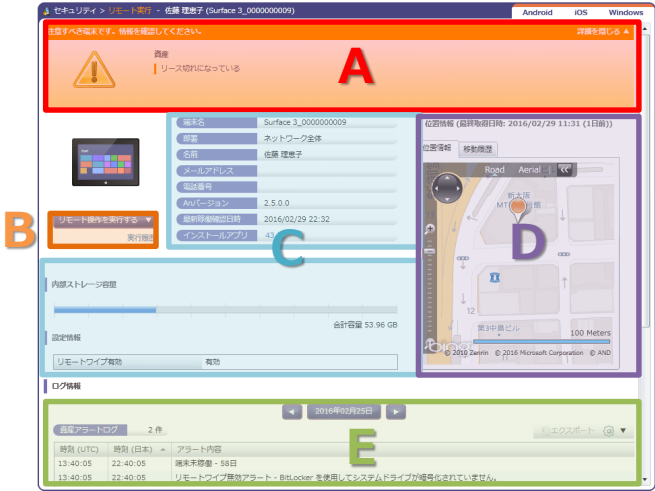 セキュリティ > リモート実行 - 佐藤 理恵子 (Surface 3_0000000009)
Android iOS Windows
注意すべき端末です。情報を確認してください。 詳細を閉じる ▲
資産
リース切れになっている
A
端末名 Surface 3_0000000009
部署 ネットワーク全体
名前 佐藤 理恵子
メールアドレス
電話番号
Anバージョン 2.5.0.0
最新稼働確認日時 2016/02/29 22:32
インストールアプリ 43
C
B
リモート操作を実行する ▼
実行履歴
位置情報 (最終取得日時: 2016/02/29 11:31 (1日前))
位置情報 移動履歴
Road Aerial
新大阪
D
12
第3中島ビル
100 Meters
© 2010 Zenrin © 2016 Microsoft Corporation © AND
内部ストレージ容量
合計容量 53.96 GB
設定情報
リモートワイプ有効 有効
ログ情報
2016年02月25日
資産アラートログ 2 件
エクスポート ▼
E
時刻 (UTC) 時刻 (日本) アラート内容
13:40:05 22:40:05 端末未稼働 - 58日
13:40:05 22:40:05 リモートワイプ無効アラート - BitLocker を使用してシステムドライブが暗号化されていません。